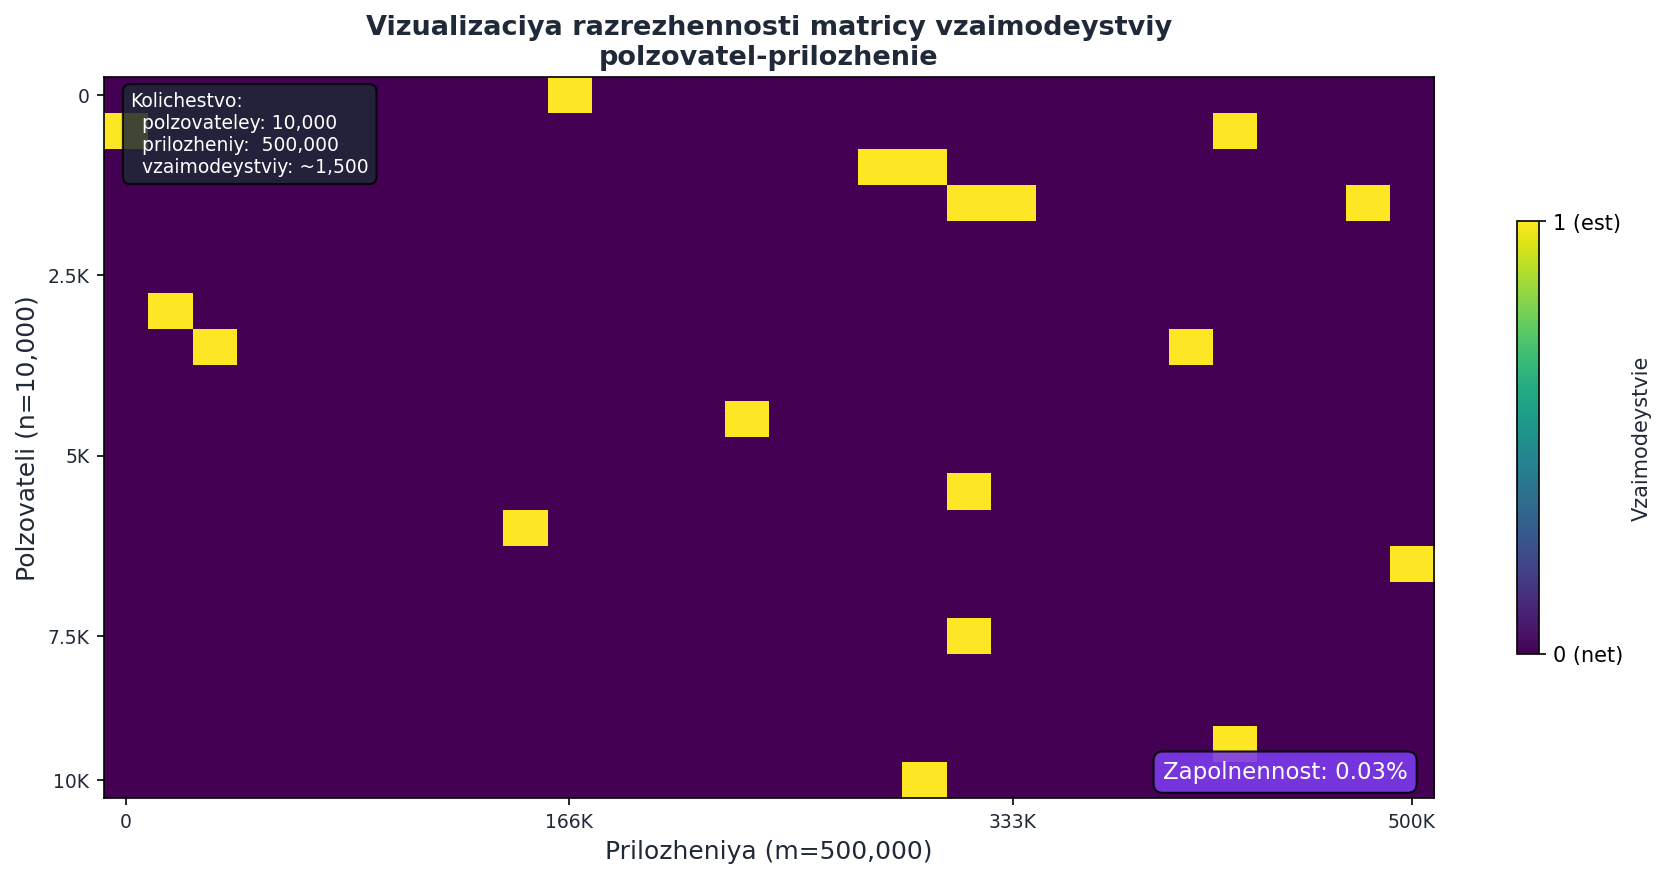 Vizualizaciya razrezhennosti matricy vzaimodeystviy
polzovatel-prilozhenie
Kolichestvo:
polzovateley: 10,000
prilozheniy:  500,000
vzaimodeystviy: ~1,500
0
2.5K
5K
7.5K
10K
Polzovateli (n=10,000)
Zapolnennost: 0.03%
0
166K
333K
500K
Prilozheniya (m=500,000)
1 (est)
0 (net)
Vzaimodeystvie